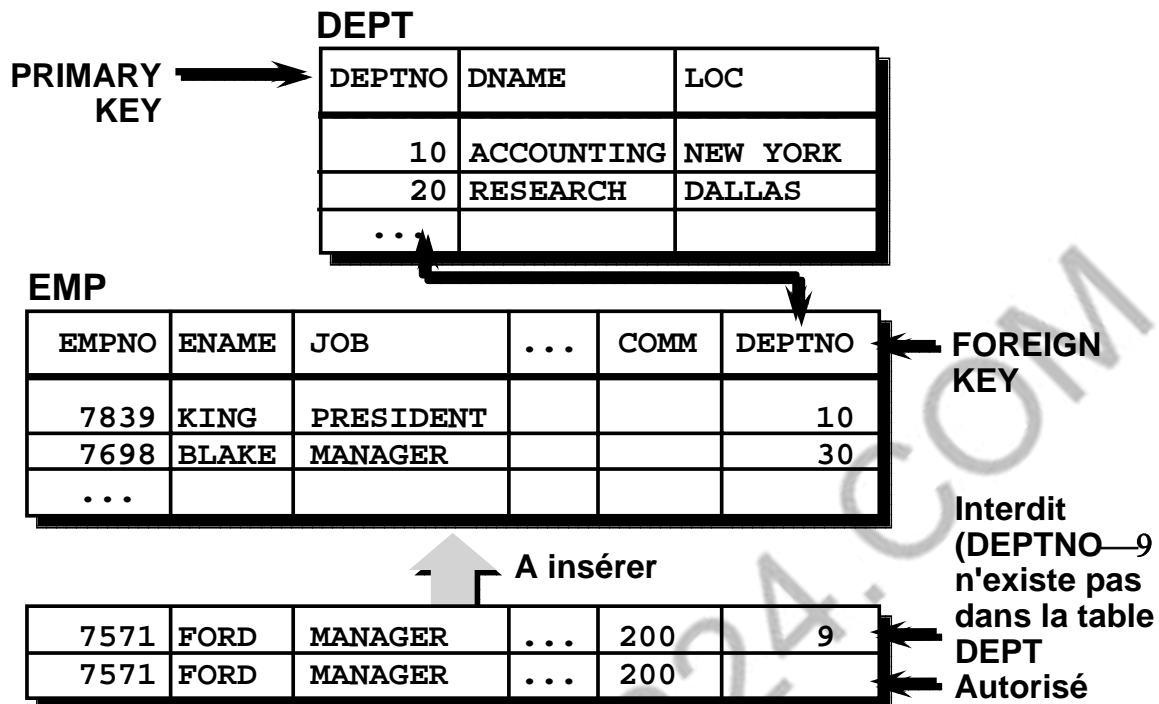 DEPT
PRIMARY
KEY
DEPTNO DNAME LOC
10 ACCOUNTING NEW YORK
20 RESEARCH DALLAS
...
EMP
EMPNO ENAME JOB ... COMM DEPTNO
7839 KING PRESIDENT 10
7698 BLAKE MANAGER 30
...
FOREIGN
KEY
A insérer
7571 FORD MANAGER ... 200 9
7571 FORD MANAGER ... 200
Interdit
(DEPTNO—9
n'existe pas
dans la table
DEPT
Autorisé
24.COM